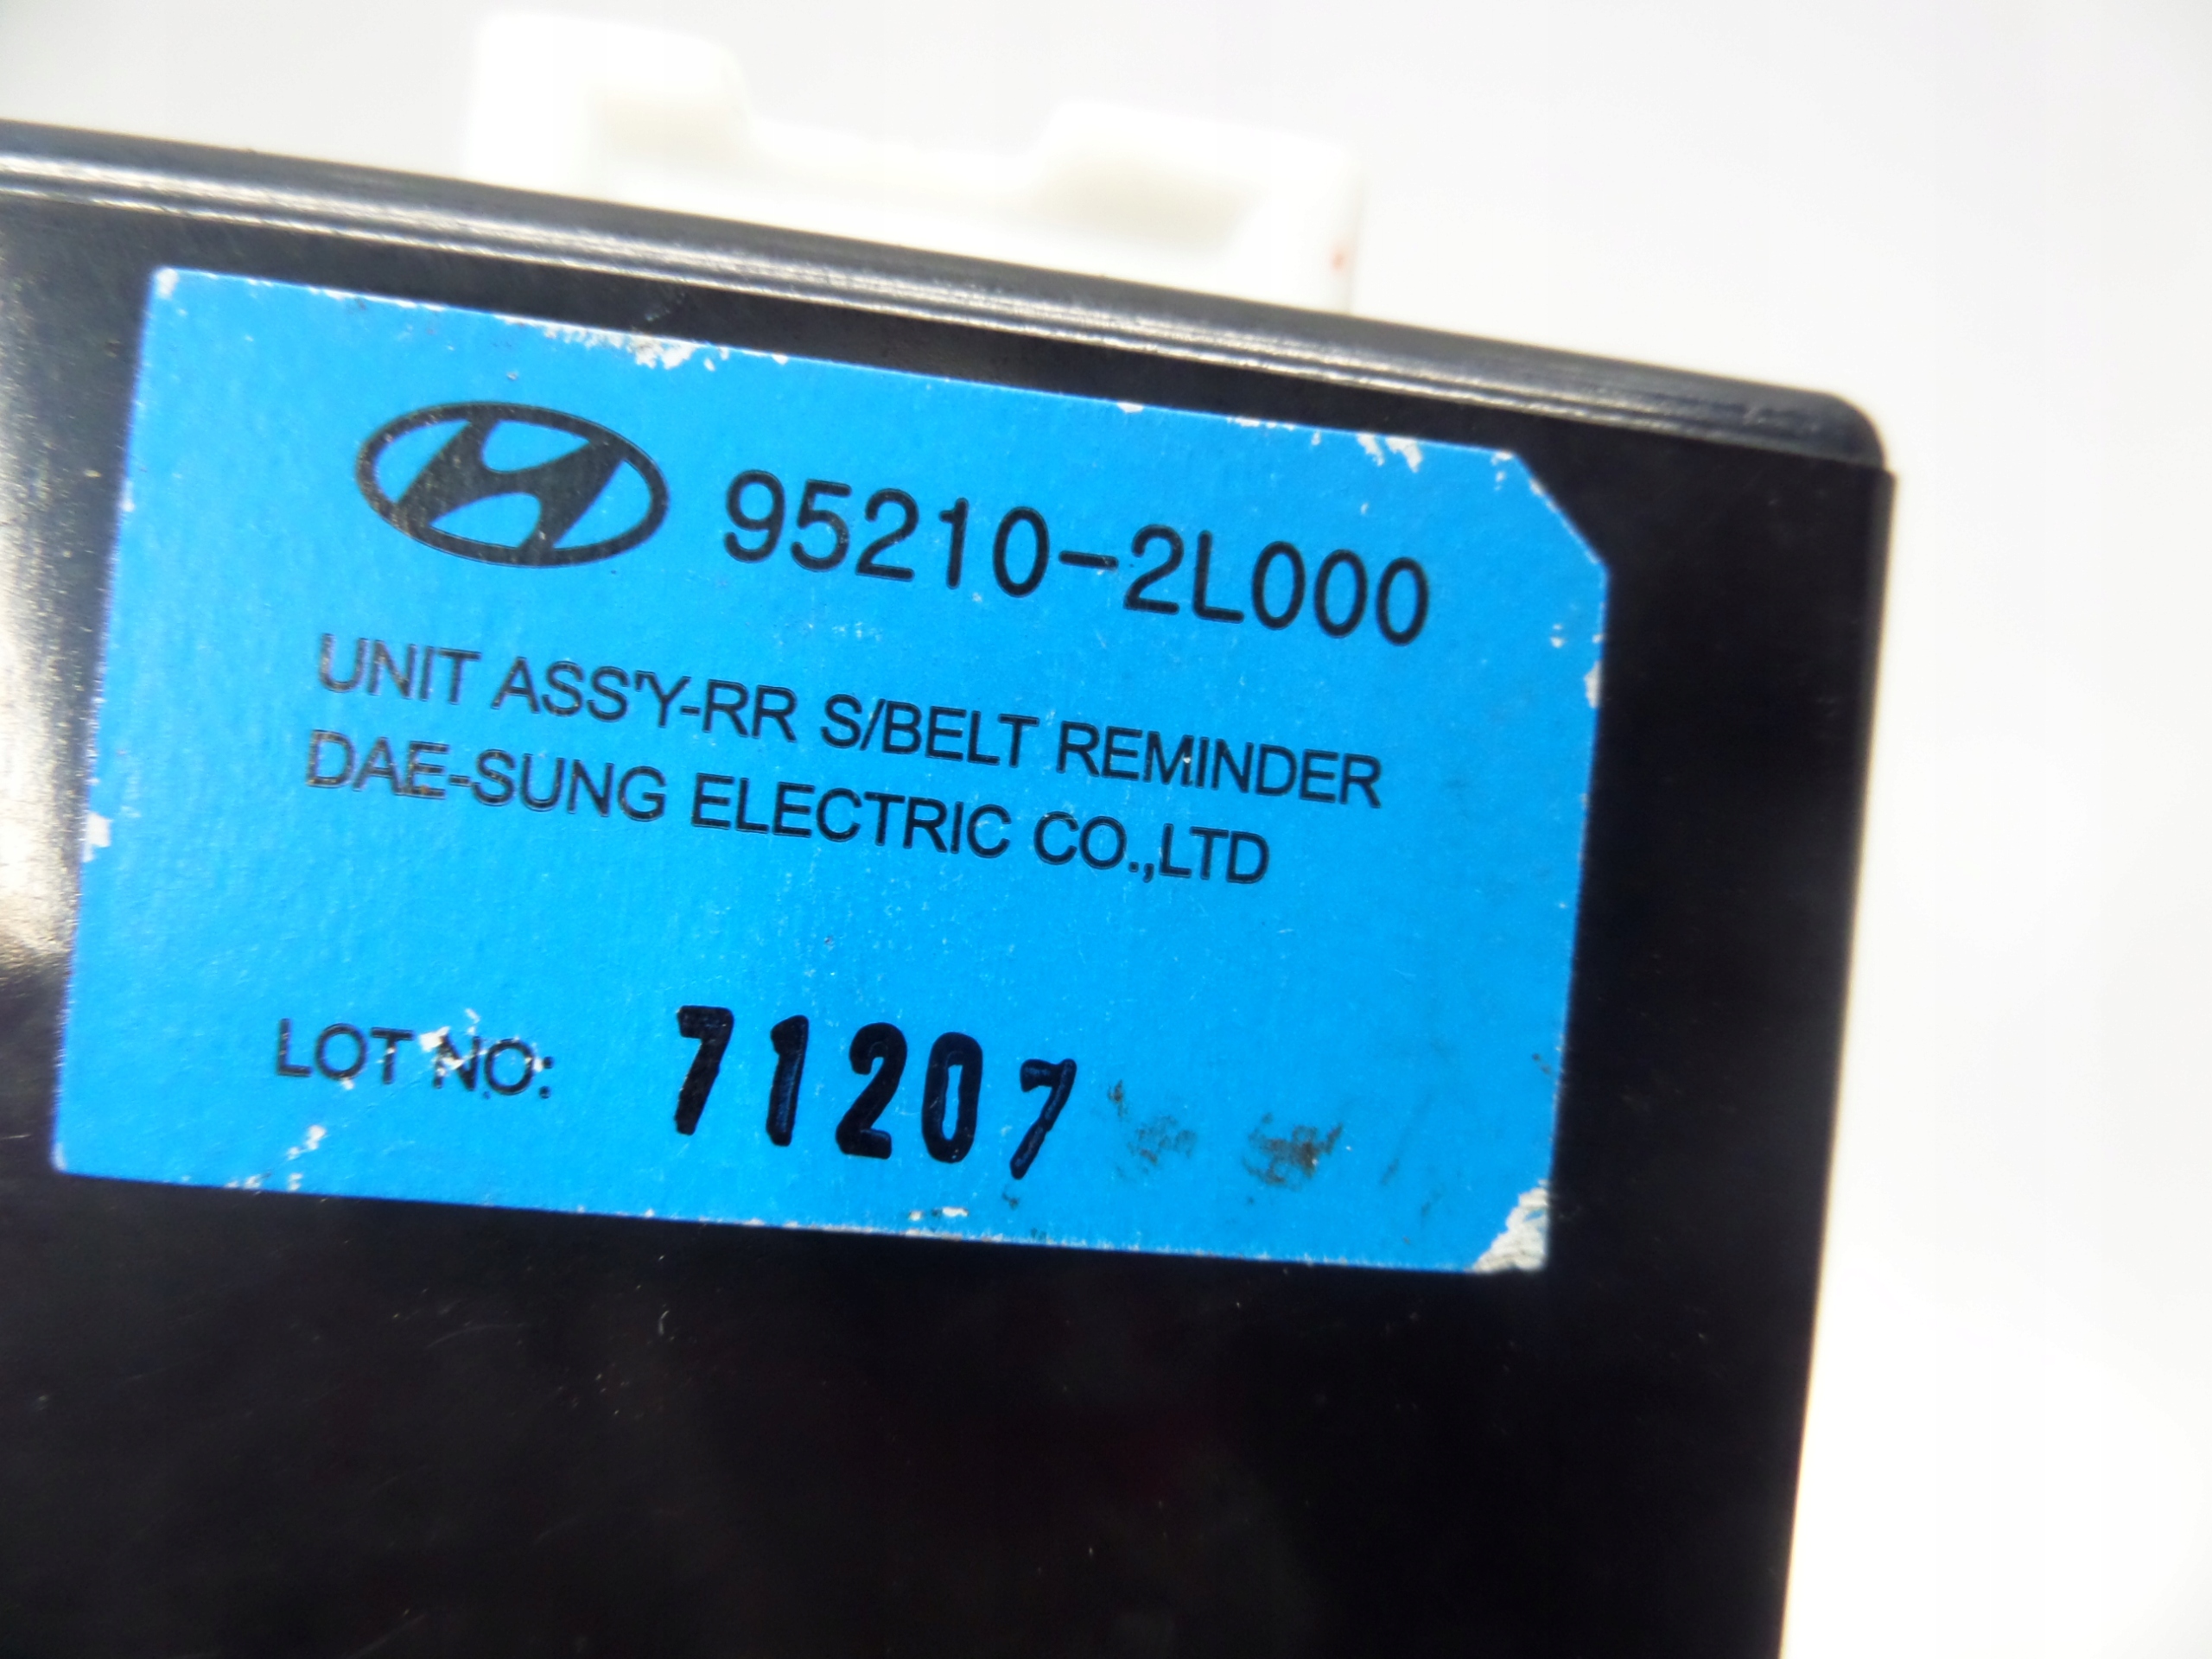 95210-2L000
UNIT ASS'Y-RR S/BELT REMINDER
DAE-SUNG ELECTRIC CO.,LTD
LOT NO: 71207